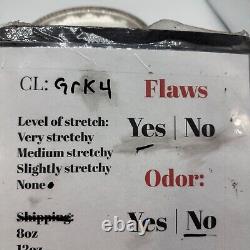 CL: GrK4
Flaws
Level of stretch:
Yes | No
Very stretchy
Medium stretchy
Slightly stretchy
None
Odor:
Shipping:
Yes | No
8oz
12oz